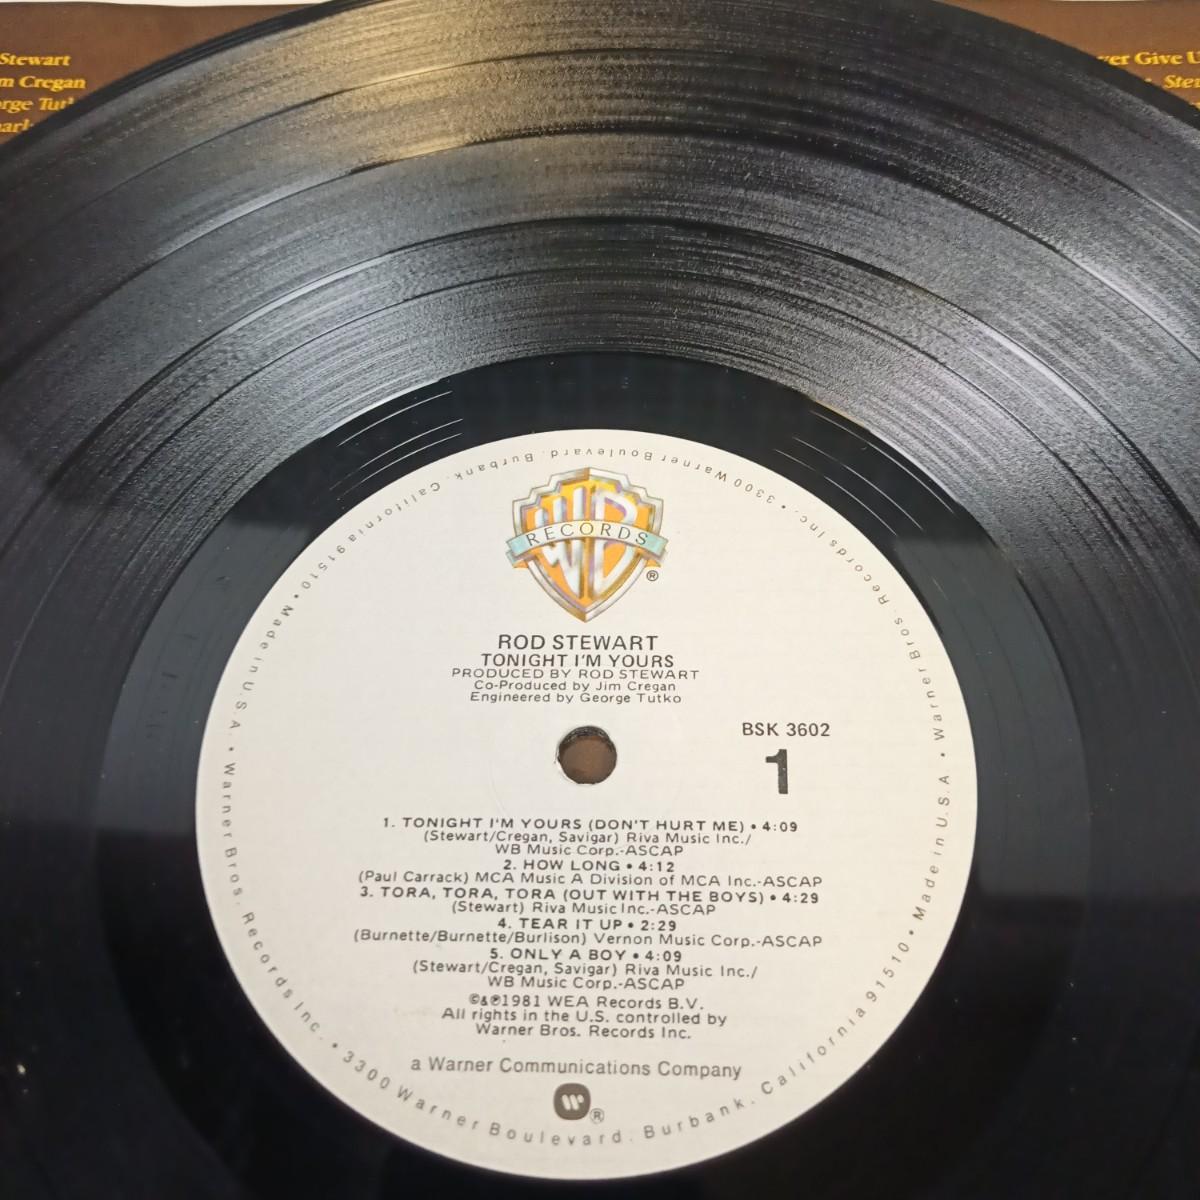 Stewart
m Cregan
ver Give U
WB
RECORDS
®
ROD STEWART
TONIGHT I'M YOURS
PRODUCED BY ROD STEWART
Co-Produced by Jim Cregan
Engineered by George Tutko
BSK 3602
1
1. TONIGHT I'M YOURS (DON'T HURT ME) • 4:09
(Stewart/Cregan, Savigar) Riva Music Inc./
WB Music Corp.-ASCAP
2. HOW LONG • 4:12
(Paul Carrack) MCA Music A Division of MCA Inc.-ASCAP
3. TORA, TORA, TORA (OUT WITH THE BOYS) • 4:29
(Stewart) Riva Music Inc.-ASCAP
4. TEAR IT UP • 2:29
(Burnette/Burnette/Burlison) Vernon Music Corp.-ASCAP
5. ONLY A BOY • 4:09
(Stewart/Cregan, Savigar) Riva Music Inc./
WB Music Corp.-ASCAP
©&℗1981 WEA Records B.V.
All rights in the U.S. controlled by
Warner Bros. Records Inc.
a Warner Communications Company
®
Warner Bros. Records Inc. • 3300 Warner Boulevard. Burbank. California 91510 • Made in U.S.A. • Warner Bros. Records Inc. • 3300 Warner Boulevard. Burbank. California 91510 • Made in U.S.A. •